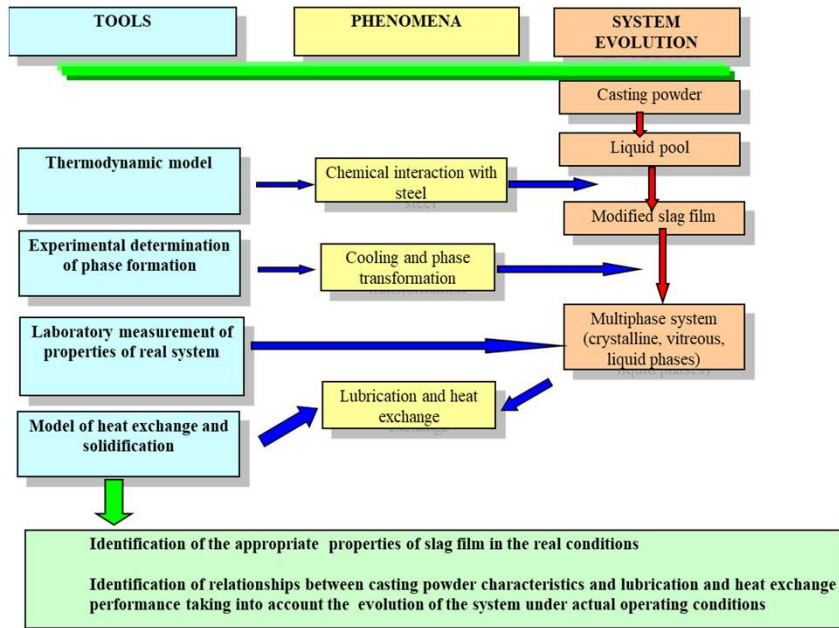 TOOLS
PHENOMENA
SYSTEM
EVOLUTION
Casting powder
Liquid pool
Thermodynamic model
Chemical interaction with
steel
Modified slag film
Experimental determination
of phase formation
Cooling and phase
transformation
Laboratory measurement of
properties of real system
Multiphase system
(crystalline, vitreous,
liquid phases)
Lubrication and heat
exchange
Model of heat exchange and
solidification
Identification of the appropriate properties of slag film in the real conditions
Identification of relationships between casting powder characteristics and lubrication and heat exchange
performance taking into account the evolution of the system under actual operating conditions